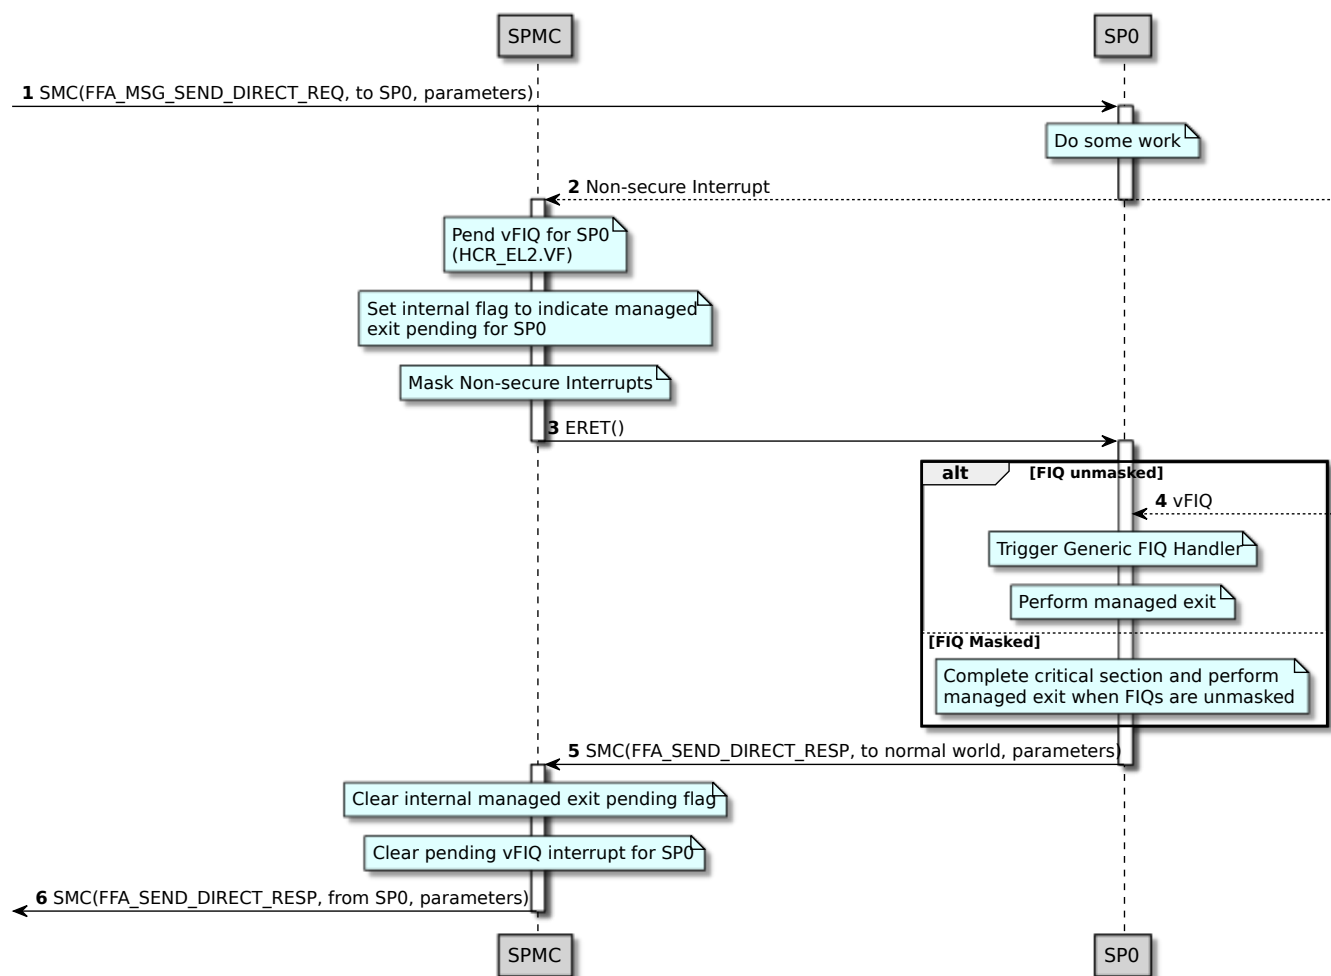 SPMC
SP0
1 SMC(FFA_MSG_SEND_DIRECT_REQ, to SP0, parameters)
Do some work
2 Non-secure Interrupt
Pend vFIQ for SP0
(HCR_EL2.VF)
Set internal flag to indicate managed
exit pending for SP0
Mask Non-secure Interrupts
3 ERET()
alt
[FIQ unmasked]
4 vFIQ
Trigger Generic FIQ Handler
Perform managed exit
[FIQ Masked]
Complete critical section and perform
managed exit when FIQs are unmasked
5 SMC(FFA_SEND_DIRECT_RESP, to normal world, parameters)
Clear internal managed exit pending flag
Clear pending vFIQ interrupt for SP0
6 SMC(FFA_SEND_DIRECT_RESP, from SP0, parameters)
SPMC
SP0